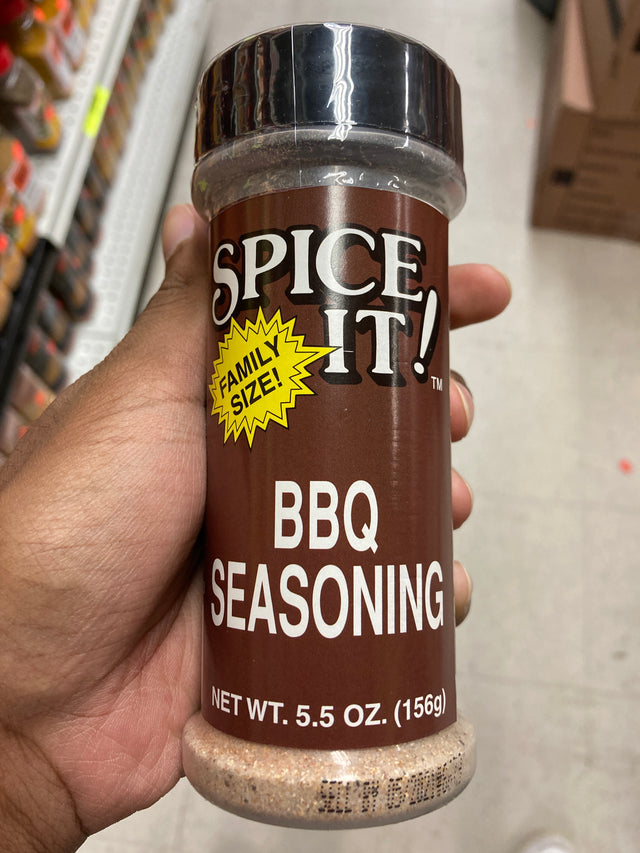 SPICE
IT!
TM
FAMILY
SIZE!
BBQ
SEASONING
NET WT. 5.5 OZ. (156g)